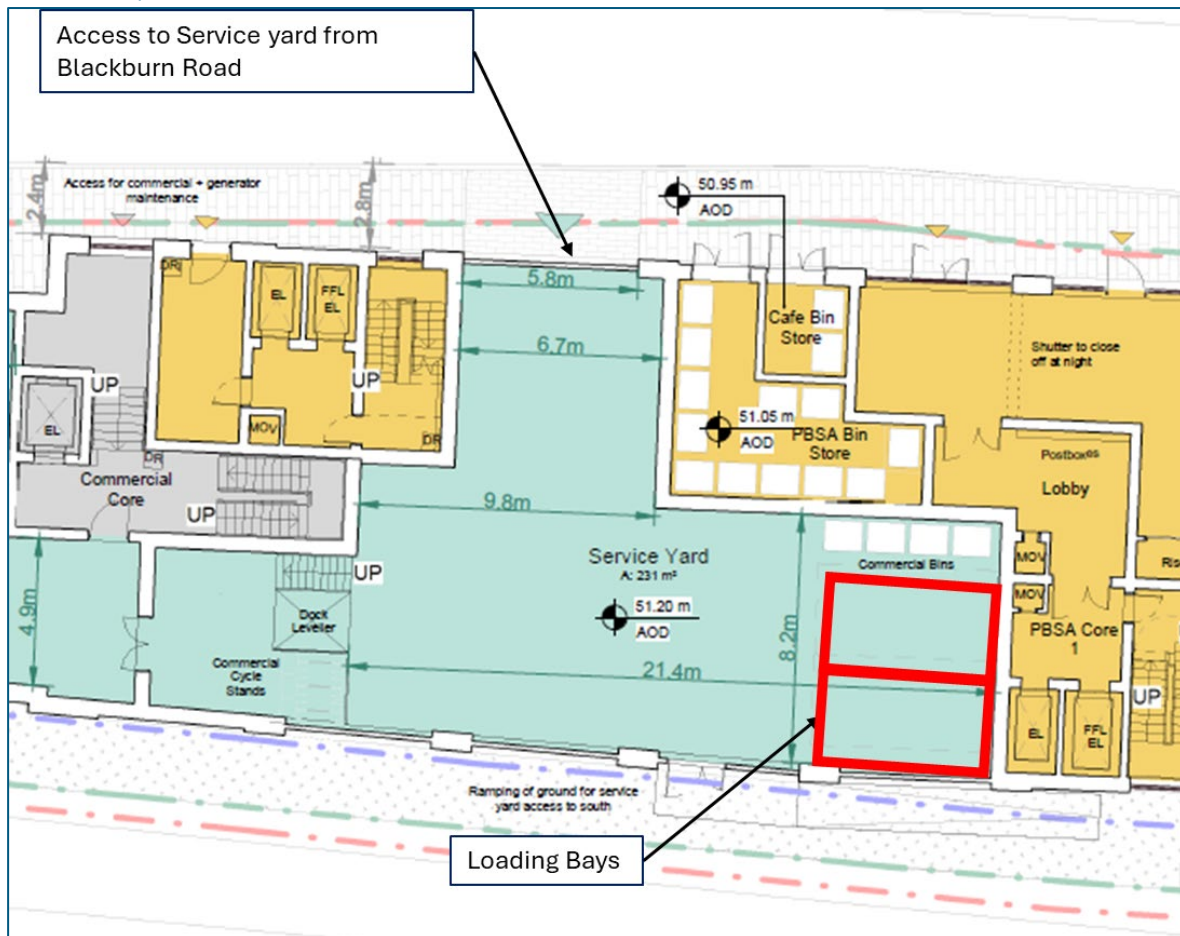 Access to Service yard from
Blackburn Road
2.4m
Access for commercial + generator
maintenance
2.8m
50.95 m
AOD
DR
EL
FFL
EL
5.8m
6.7m
Cafe Bin
Store
Shutter to close
off at night
UP
EL
UP
MOV
DR
DR
51.05 m
AOD
PBSA Bin
Store
Postboxes
Lobby
Commercial
Core
UP
9.8m
Service Yard
A: 231 m²
Commercial Bins
MOV
Ris
UP
4.9m
Dock
Leveller
51.20 m
AOD
8.2m
MOV
PBSA Core
1
Commercial
Cycle
Stands
21.4m
UP
EL
FFL
EL
Ramping of ground for service
yard access to south
Loading Bays